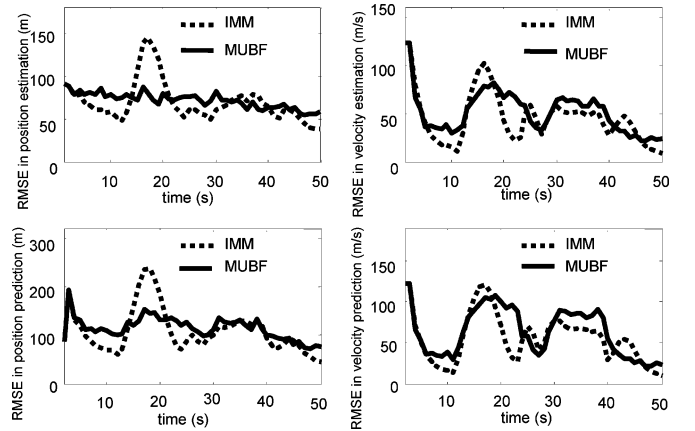 RMSE in position estimation (m)
150
100
50
0
IMM
MUBF
10 20 30 40 50
time (s)
RMSE in velocity estimation (m/s)
150
100
50
0
IMM
MUBF
10 20 30 40 50
time (s)
RMSE in position prediction (m)
300
200
100
0
IMM
MUBF
10 20 30 40 50
time (s)
RMSE in velocity prediction (m/s)
150
100
50
0
IMM
MUBF
10 20 30 40 50
time (s)